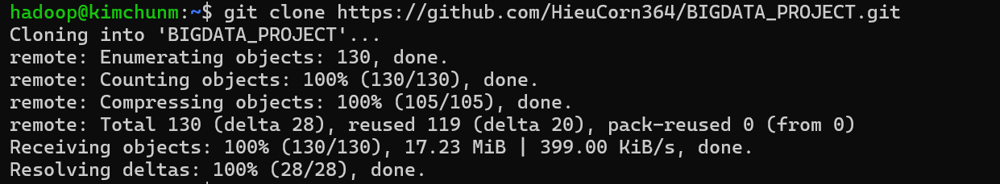 hadoop@kimchunm:~$ git clone https://github.com/HieuCorn364/BIGDATA_PROJECT.git
Cloning into 'BIGDATA_PROJECT'...
remote: Enumerating objects: 130, done.
remote: Counting objects: 100% (130/130), done.
remote: Compressing objects: 100% (105/105), done.
remote: Total 130 (delta 28), reused 119 (delta 20), pack-reused 0 (from 0)
Receiving objects: 100% (130/130), 17.23 MiB | 399.00 KiB/s, done.
Resolving deltas: 100% (28/28), done.